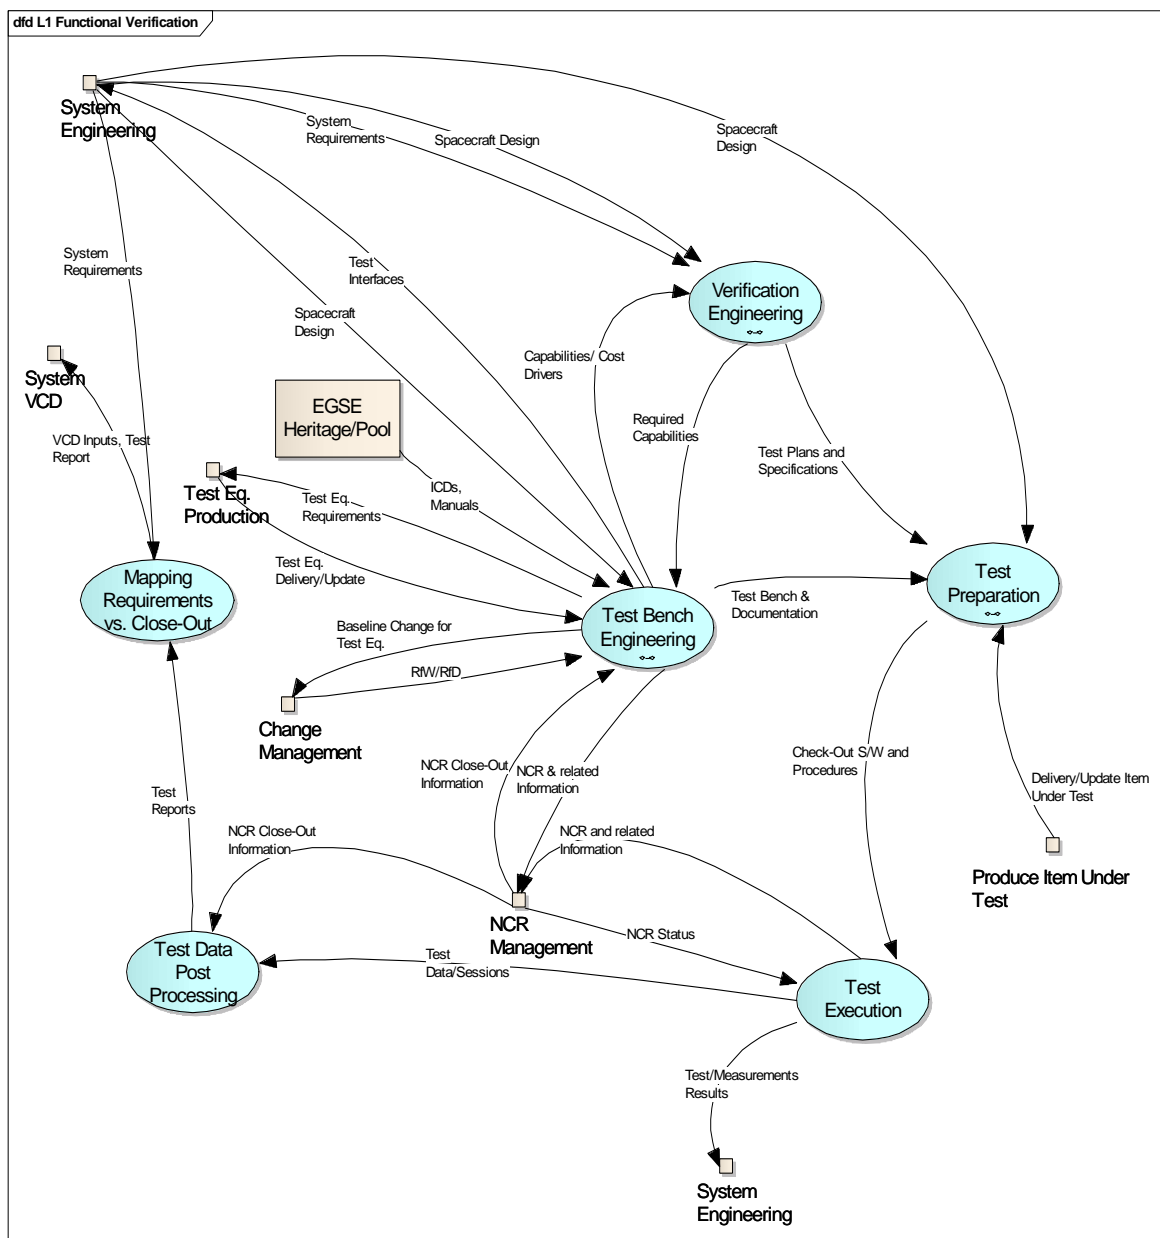 dfd L1 Functional Verification
System
Engineering
System
Requirements
Spacecraft Design
Spacecraft
Design
System
Requirements
Test
Interfaces
Spacecraft
Design
Verification
Engineering
System
VCD
VCD Inputs, Test
Report
EGSE
Heritage/Pool
Capabilities/ Cost
Drivers
Required
Capabilities
Test Plans and
Specifications
Test Eq.
Production
Test Eq.
Requirements
ICDs,
Manuals
Test Eq.
Delivery/Update
Mapping
Requirements
vs. Close-Out
Test Bench
Engineering
Test Bench &
Documentation
Test
Preparation
Baseline Change for
Test Eq.
RfW/RfD
Change
Management
NCR Close-Out
Information
NCR & related
Information
Check-Out S/W and
Procedures
Delivery/Update Item
Under Test
Test
Reports
NCR Close-Out
Information
NCR and related
Information
Produce Item Under
Test
NCR
Management
NCR Status
Test Data
Post
Processing
Test
Data/Sessions
Test
Execution
Test/Measurements
Results
System
Engineering